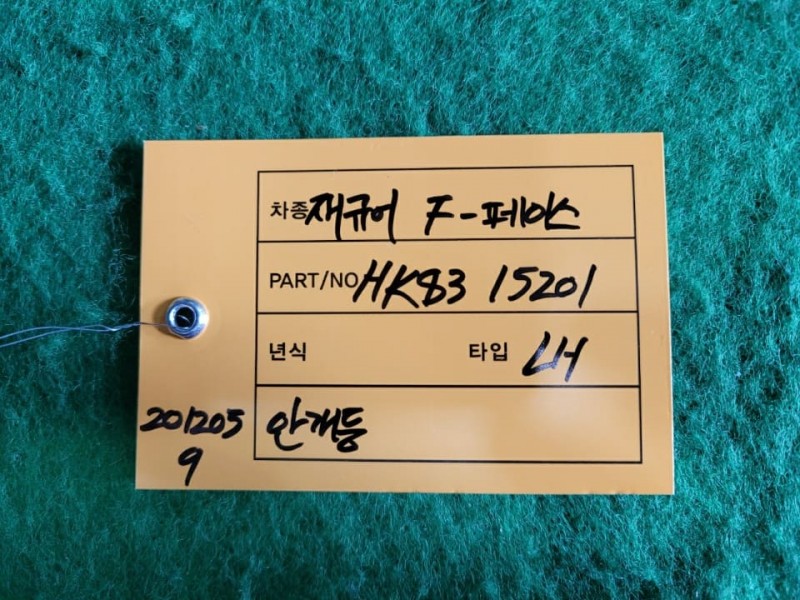 차종 재규어 F-페이스
PART/NO HK83 15201
년식 타입 LH
201205 안개등
9